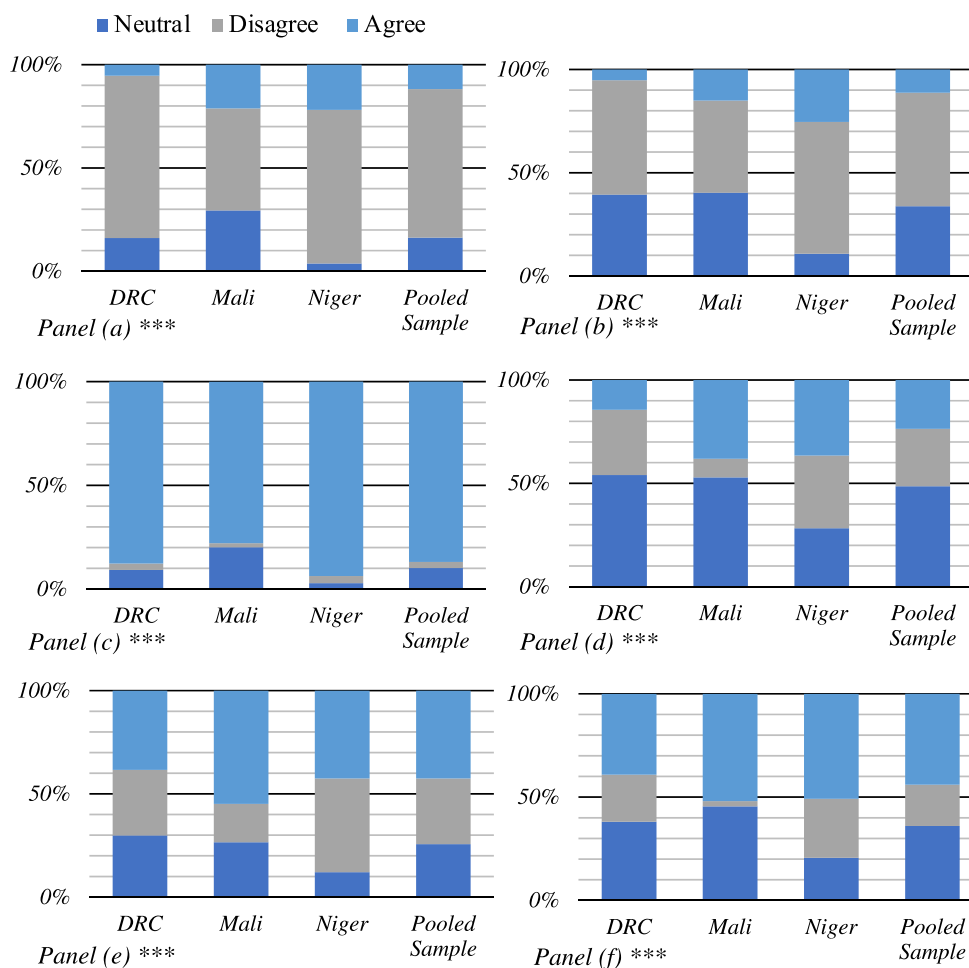 Neutral Disagree Agree
100%
50%
0%
DRC Mali Niger Pooled
Sample
Panel (a) ***
100%
50%
0%
DRC Mali Niger Pooled
Sample
Panel (b) ***
100%
50%
0%
DRC Mali Niger Pooled
Sample
Panel (c) ***
100%
50%
0%
DRC Mali Niger Pooled
Sample
Panel (d) ***
100%
50%
0%
DRC Mali Niger Pooled
Sample
Panel (e) ***
100%
50%
0%
DRC Mali Niger Pooled
Sample
Panel (f) ***